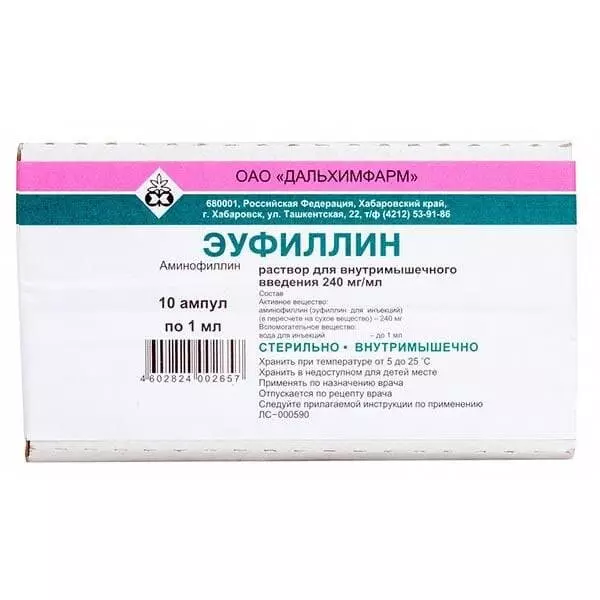 ОАО «ДАЛЬХИМФАРМ»
680001, Российская Федерация, Хабаровский край,
г. Хабаровск, ул. Ташкентская, 22, т/ф (4212) 53-91-86
ЭУФИЛЛИН
Аминофиллин
раствор для внутримышечного
введения 240 мг/мл
10 ампул
по 1 мл
Состав
Активное вещество:
аминофиллин (эуфиллин для инъекций)
(в пересчете на сухое вещество) – 240 мг
Вспомогательное вещество:
вода для инъекций – до 1 мл
СТЕРИЛЬНО • ВНУТРИМЫШЕЧНО
Хранить при температуре от 5 до 25 °C
Хранить в недоступном для детей месте
Применять по назначению врача
Отпускается по рецепту врача
Следуйте прилагаемой инструкции по применению
ЛС-000590
4602824002657